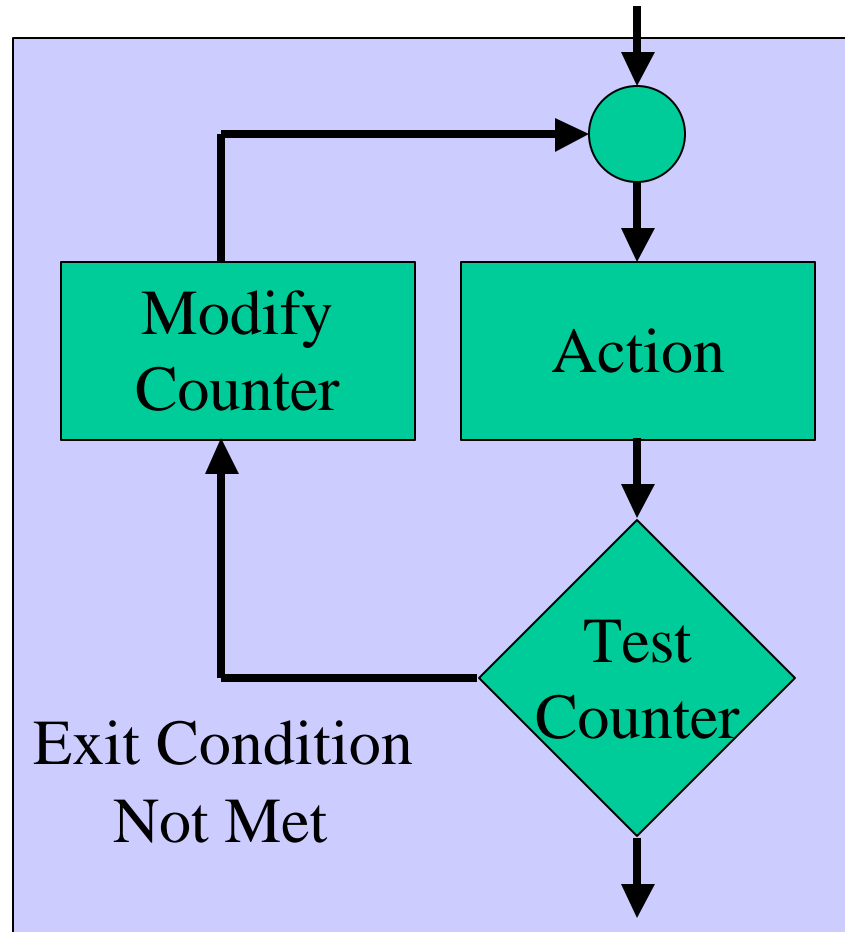 Modify
Counter
Action
Test
Counter
Exit Condition
Not Met